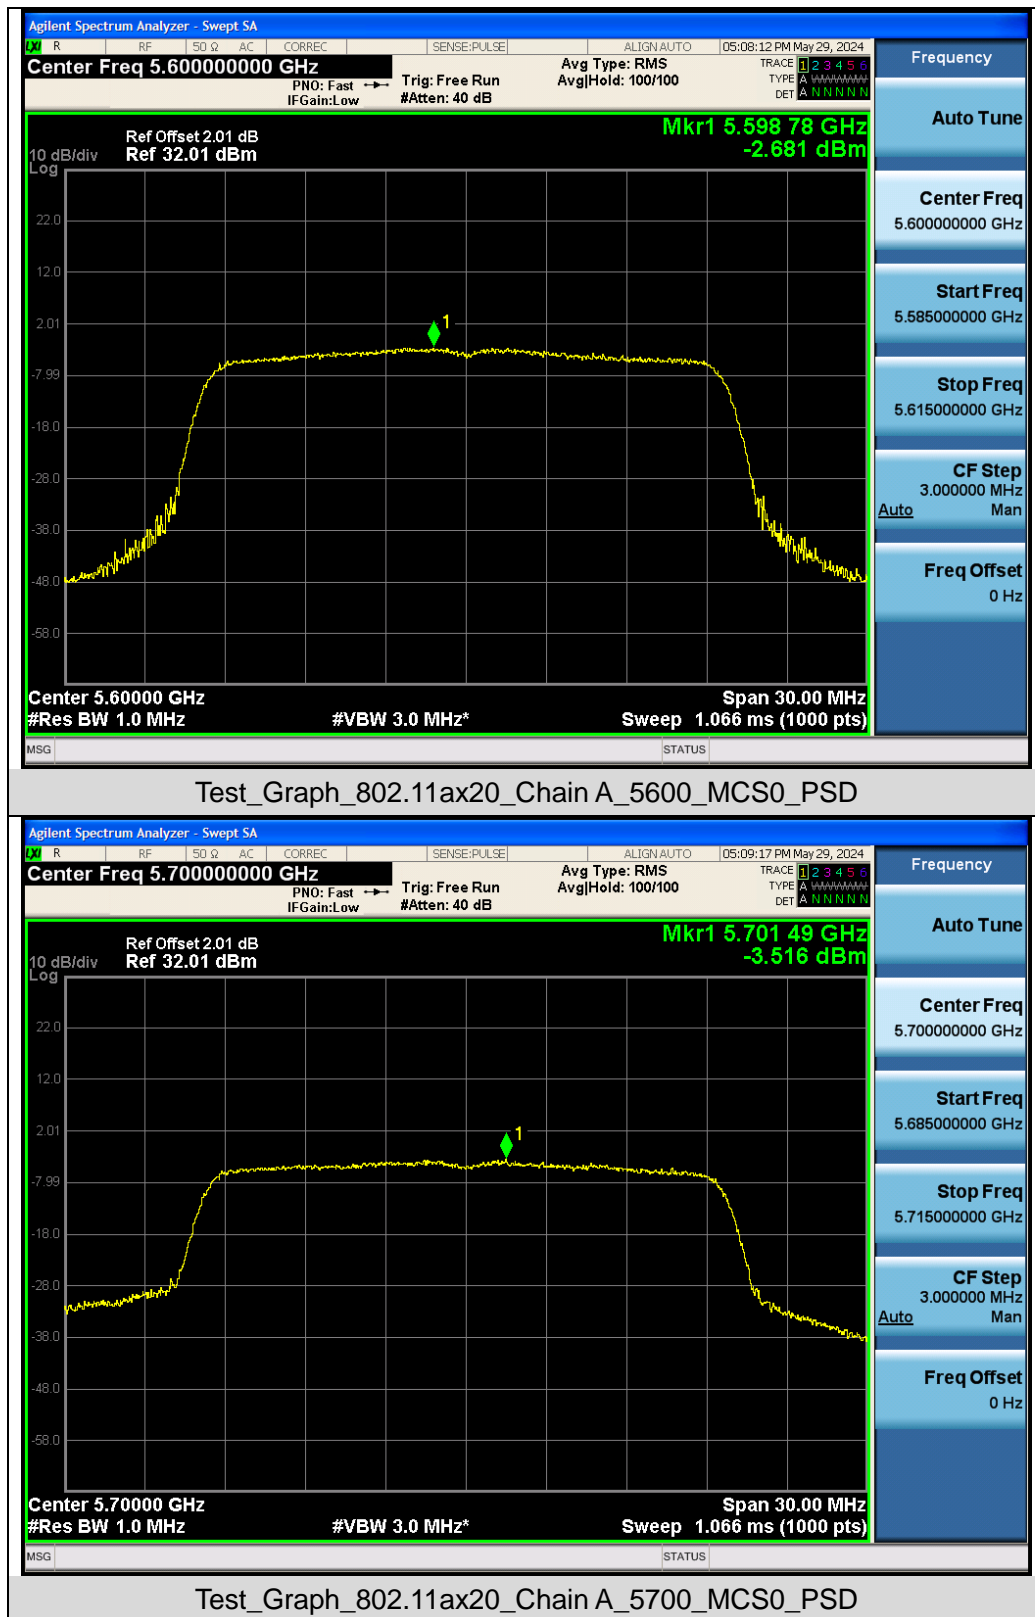 Agilent Spectrum Analyzer - Swept SA
LXI R RF 50 Ω AC CORREC SENSE:PULSE ALIGN AUTO 05:08:12 PM May 29, 2024
Center Freq 5.600000000 GHz
PNO: Fast
IFGain:Low
Trig: Free Run
#Atten: 40 dB
Avg Type: RMS
Avg|Hold: 100/100
TRACE 1 2 3 4 5 6
TYPE A WWWWW
DET A N N N N N
Mkr1 5.598 78 GHz
-2.681 dBm
Ref Offset 2.01 dB
10 dB/div Ref 32.01 dBm
Log
22.0
12.0
2.01
1
-7.99
-18.0
-28.0
-38.0
-48.0
-58.0
Center 5.60000 GHz Span 30.00 MHz
#Res BW 1.0 MHz #VBW 3.0 MHz* Sweep 1.066 ms (1000 pts)
MSG STATUS
Frequency
Auto Tune
Center Freq
5.600000000 GHz
Start Freq
5.585000000 GHz
Stop Freq
5.615000000 GHz
CF Step
3.000000 MHz
Auto Man
Freq Offset
0 Hz
Test_Graph_802.11ax20_Chain A_5600_MCS0_PSD
Agilent Spectrum Analyzer - Swept SA
LXI R RF 50 Ω AC CORREC SENSE:PULSE ALIGN AUTO 05:09:17 PM May 29, 2024
Center Freq 5.700000000 GHz
PNO: Fast
IFGain:Low
Trig: Free Run
#Atten: 40 dB
Avg Type: RMS
Avg|Hold: 100/100
TRACE 1 2 3 4 5 6
TYPE A WWWWW
DET A N N N N N
Mkr1 5.701 49 GHz
-3.516 dBm
Ref Offset 2.01 dB
10 dB/div Ref 32.01 dBm
Log
22.0
12.0
2.01
1
-7.99
-18.0
-28.0
-38.0
-48.0
-58.0
Center 5.70000 GHz Span 30.00 MHz
#Res BW 1.0 MHz #VBW 3.0 MHz* Sweep 1.066 ms (1000 pts)
MSG STATUS
Frequency
Auto Tune
Center Freq
5.700000000 GHz
Start Freq
5.685000000 GHz
Stop Freq
5.715000000 GHz
CF Step
3.000000 MHz
Auto Man
Freq Offset
0 Hz
Test_Graph_802.11ax20_Chain A_5700_MCS0_PSD